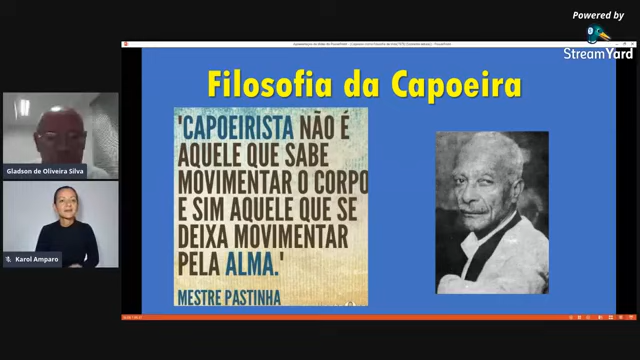 Powered by
StreamYard
Filosofia da Capoeira
'CAPOEIRISTA NÃO É
AQUELE QUE SABE
MOVIMENTAR O CORPO
E SIM AQUELE QUE SE
DEIXA MOVIMENTAR
PELA ALMA.'
MESTRE PASTINHA
Gladson de Oliveira Silva
Karol Amparo